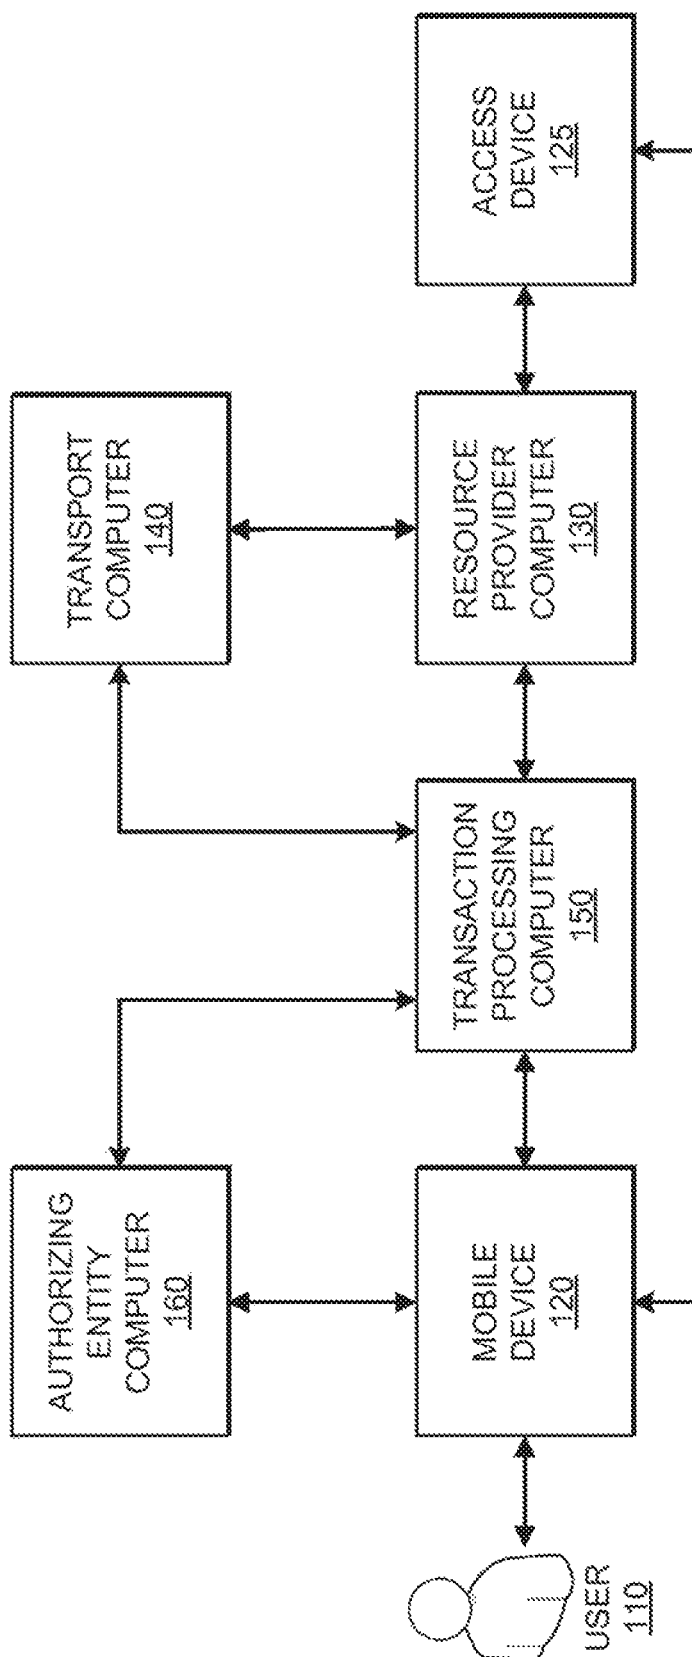 AUTHORIZING
ENTITY
COMPUTER
160
TRANSPORT
COMPUTER
140
USER
110
MOBILE
DEVICE
120
TRANSACTION
PROCESSING
COMPUTER
150
RESOURCE
PROVIDER
COMPUTER
130
ACCESS
DEVICE
125